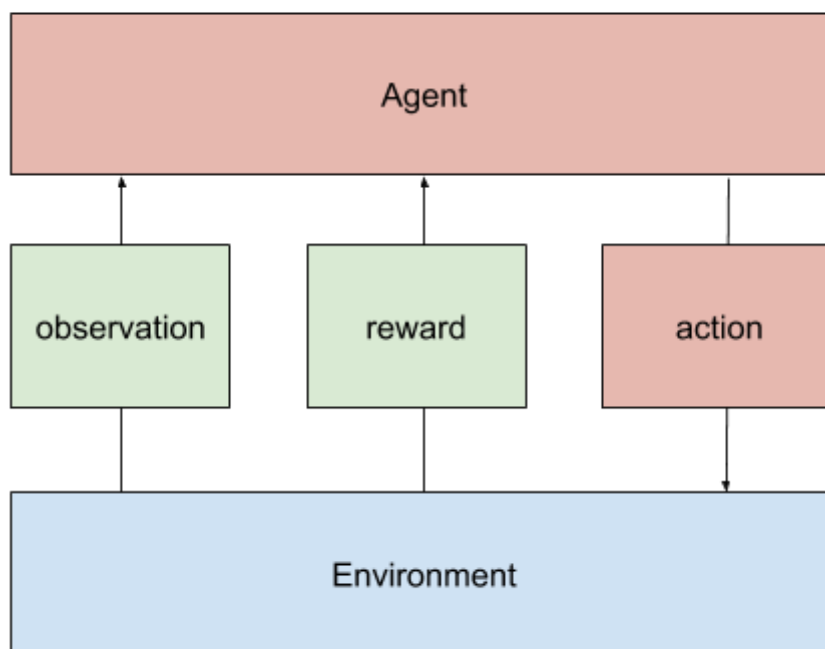 Agent
observation
reward
action
Environment